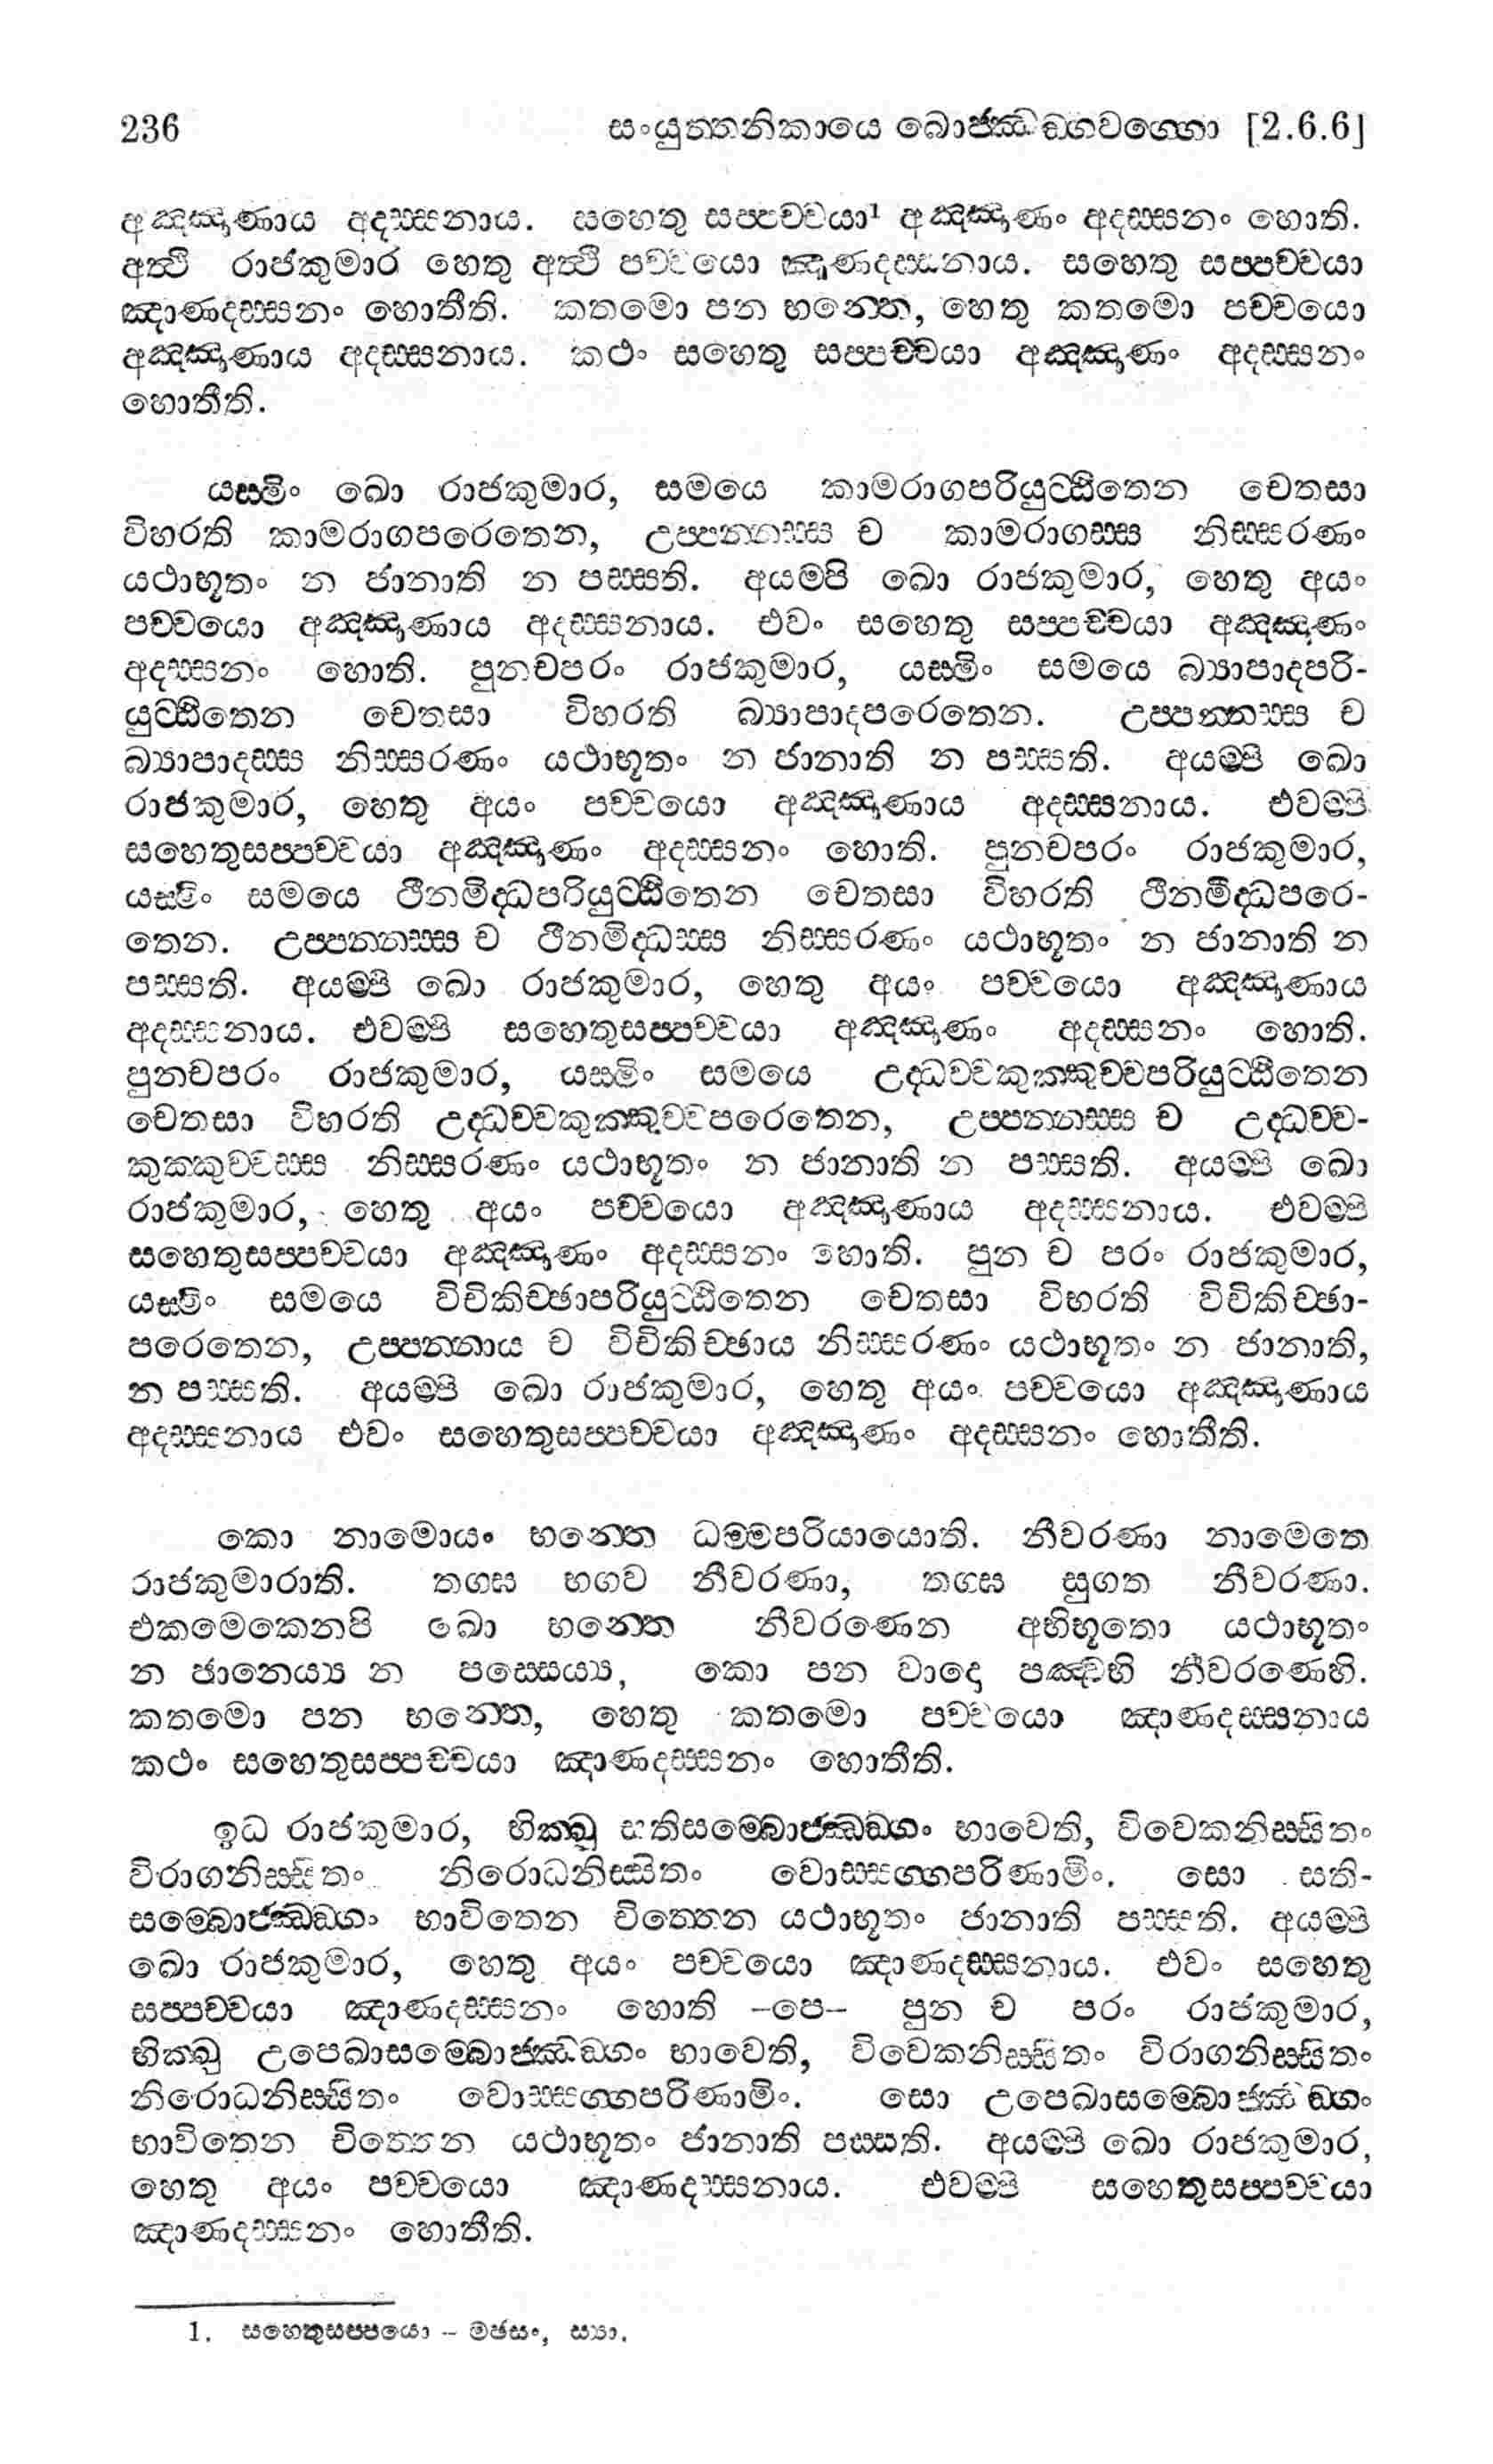 236 සංයුත්තනිකායෙ බොජ්ඣඞ්ගවග්ගො [2.6.6]
අඤ්ඤාණාය අදස්සනාය. සහෙතු සප්පච්චයා¹ අඤ්ඤාණං අදස්සනං හොති.
අත්ථි රාජකුමාර හෙතු අත්ථි පච්චයො ඤාණදස්සනාය. සහෙතු සප්පච්චයා
ඤාණදස්සනං හොතීති. කතමො පන භන්තෙ, හෙතු කතමො පච්චයො
අඤ්ඤාණාය අදස්සනාය. කථං සහෙතු සප්පච්චයා අඤ්ඤාණං අදස්සනං
හොතීති.
යස්මිං ඛො රාජකුමාර, සමයෙ කාමරාගපරියුට්ඨිතෙන චෙතසා
විහරති කාමරාගපරෙතෙන, උප්පන්නස්ස ච කාමරාගස්ස නිස්සරණං
යථාභූතං න ජානාති න පස්සති. අයම්පි ඛො රාජකුමාර, හෙතු අයං
පච්චයො අඤ්ඤාණාය අදස්සනාය. එවං සහෙතු සප්පච්චයා අඤ්ඤාණං
අදස්සනං හොති. පුනචපරං රාජකුමාර, යස්මිං සමයෙ බ්‍යාපාදපරි-
යුට්ඨිතෙන චෙතසා විහරති බ්‍යාපාදපරෙතෙන. උප්පන්නස්ස ච
බ්‍යාපාදස්ස නිස්සරණං යථාභූතං න ජානාති න පස්සති. අයම්පි ඛො
රාජකුමාර, හෙතු අයං පච්චයො අඤ්ඤාණාය අදස්සනාය. එවම්පි
සහෙතුසප්පච්චයා අඤ්ඤාණං අදස්සනං හොති. පුනචපරං රාජකුමාර,
යස්මිං සමයෙ ථීනමිද්ධපරියුට්ඨිතෙන චෙතසා විහරති ථීනමිද්ධපරෙ-
තෙන. උප්පන්නස්ස ච ථීනමිද්ධස්ස නිස්සරණං යථාභූතං න ජානාති න
පස්සති. අයම්පි ඛො රාජකුමාර, හෙතු අයං පච්චයො අඤ්ඤාණාය
අදස්සනාය. එවම්පි සහෙතුසප්පච්චයා අඤ්ඤාණං අදස්සනං හොති.
පුනචපරං රාජකුමාර, යස්මිං සමයෙ උද්ධච්චකුක්කුච්චපරියුට්ඨිතෙන
චෙතසා විහරති උද්ධච්චකුක්කුච්චපරෙතෙන, උප්පන්නස්ස ච උද්ධච්ච-
කුක්කුච්චස්ස නිස්සරණං යථාභූතං න ජානාති න පස්සති. අයම්පි ඛො
රාජකුමාර, හෙතු අයං පච්චයො අඤ්ඤාණාය අදස්සනාය. එවම්පි
සහෙතුසප්පච්චයා අඤ්ඤාණං අදස්සනං හොති. පුන ච පරං රාජකුමාර,
යස්මිං සමයෙ විචිකිච්ඡාපරියුට්ඨිතෙන චෙතසා විහරති විචිකිච්ඡා-
පරෙතෙන, උප්පන්නාය ච විචිකිච්ඡාය නිස්සරණං යථාභූතං න ජානාති,
න පස්සති. අයම්පි ඛො රාජකුමාර, හෙතු අයං පච්චයො අඤ්ඤාණාය
අදස්සනාය එවං සහෙතුසප්පච්චයා අඤ්ඤාණං අදස්සනං හොතීති.
කො නාමොයං භන්තෙ ධම්මපරියායොති. නීවරණා නාමෙතෙ
රාජකුමාරාති. තග්ඝ භගව නීවරණා, තග්ඝ සුගත නීවරණා.
එකමෙකෙනපි ඛො භන්තෙ නීවරණෙන අභිභූතො යථාභූතං
න ඡානෙය්‍ය න පස්සෙය්‍ය, කො පන වාදො පඤ්චහි නීවරණෙහි.
කතමො පන භන්තෙ, හෙතු කතමො පච්චයො ඤාණදස්සනාය
කථං සහෙතුසප්පච්චයා ඤාණදස්සනං හොතීති.
ඉධ රාජකුමාර, භික්ඛු සතිසම්බොජ්ඣඞ්ගං භාවෙති, විවෙකනිස්සිතං
විරාගනිස්සිතං නිරොධනිස්සිතං වොස්සග්ගපරිණාමිං. සො සති-
සම්බොජ්ඣඞ්ගං භාවිතෙන චිත්තෙන යථාභූතං ජානාති පස්සති. අයම්පි
ඛො රාජකුමාර, හෙතු අයං පච්චයො ඤාණදස්සනාය. එවං සහෙතු
සප්පච්චයා ඤාණදස්සනං හොති –පෙ– පුන ච පරං රාජකුමාර,
භික්ඛු උපෙඛාසම්බොජ්ඣඞ්ගං භාවෙති, විවෙකනිස්සිතං විරාගනිස්සිතං
නිරොධනිස්සිතං වොස්සග්ගපරිණාමිං. සො උපෙඛාසම්බොජ්ඣඞ්ගං
භාවිතෙන චිත්තෙන යථාභූතං ජානාති පස්සති. අයම්පි ඛො රාජකුමාර,
හෙතු අයං පච්චයො ඤාණදස්සනාය. එවම්පි සහෙතුසප්පච්චයා
ඤාණදස්සනං හොතීති.
1. සහෙතුසප්පයො – මඡසං, ස්‍යා.